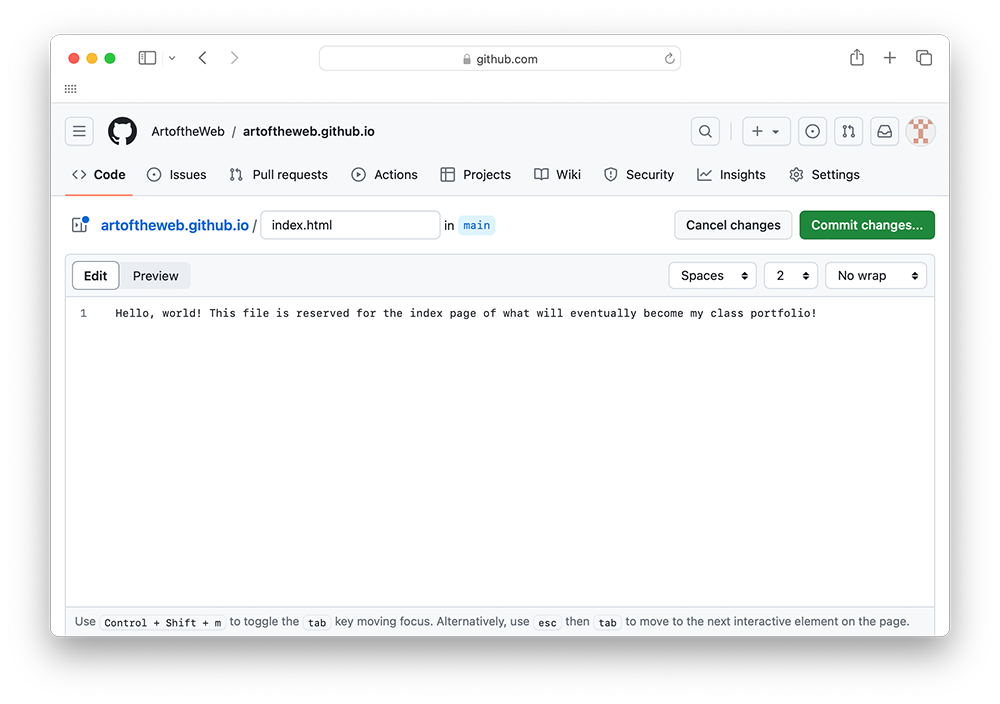 github.com
ArtoftheWeb / artoftheweb.github.io
Code Issues Pull requests Actions Projects Wiki Security Insights Settings
artoftheweb.github.io / index.html in main Cancel changes Commit changes...
Edit Preview Spaces 2 No wrap
1 Hello, world! This file is reserved for the index page of what will eventually become my class portfolio!
Use Control + Shift + m to toggle the tab key moving focus. Alternatively, use esc then tab to move to the next interactive element on the page.